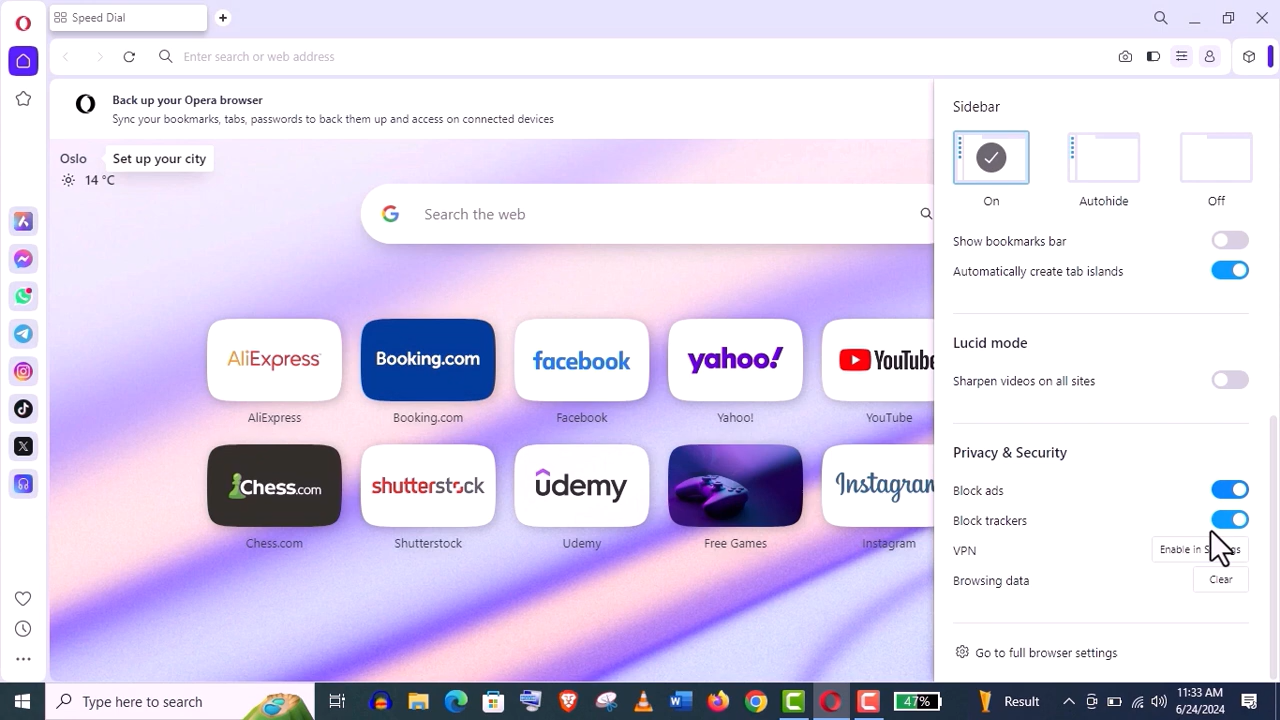 Speed Dial
Enter search or web address
Back up your Opera browser
Sync your bookmarks, tabs, passwords to back them up and access on connected devices
Oslo
Set up your city
14 °C
Search the web
AliExpress
Booking.com
facebook
yahoo!
YouTube
AliExpress
Booking.com
Facebook
Yahoo!
YouTube
Chess.com
shutterstock
udemy
Instagram
Chess.com
Shutterstock
Udemy
Free Games
Instagram
Sidebar
On
Autohide
Off
Show bookmarks bar
Automatically create tab islands
Lucid mode
Sharpen videos on all sites
Privacy & Security
Block ads
Block trackers
VPN
Enable in
Browsing data
Clear
Go to full browser settings
Type here to search
47%
Result
11:33 AM
6/24/2024